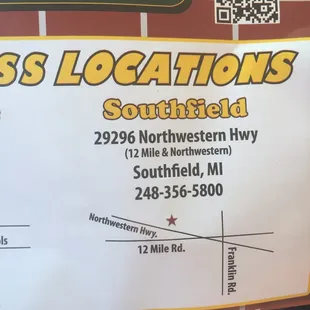 SS LOCATIONS
Southfield
29296 Northwestern Hwy
(12 Mile & Northwestern)
Southfield, MI
248-356-5800
Northwestern Hwy.
12 Mile Rd.
Franklin Rd.
ols